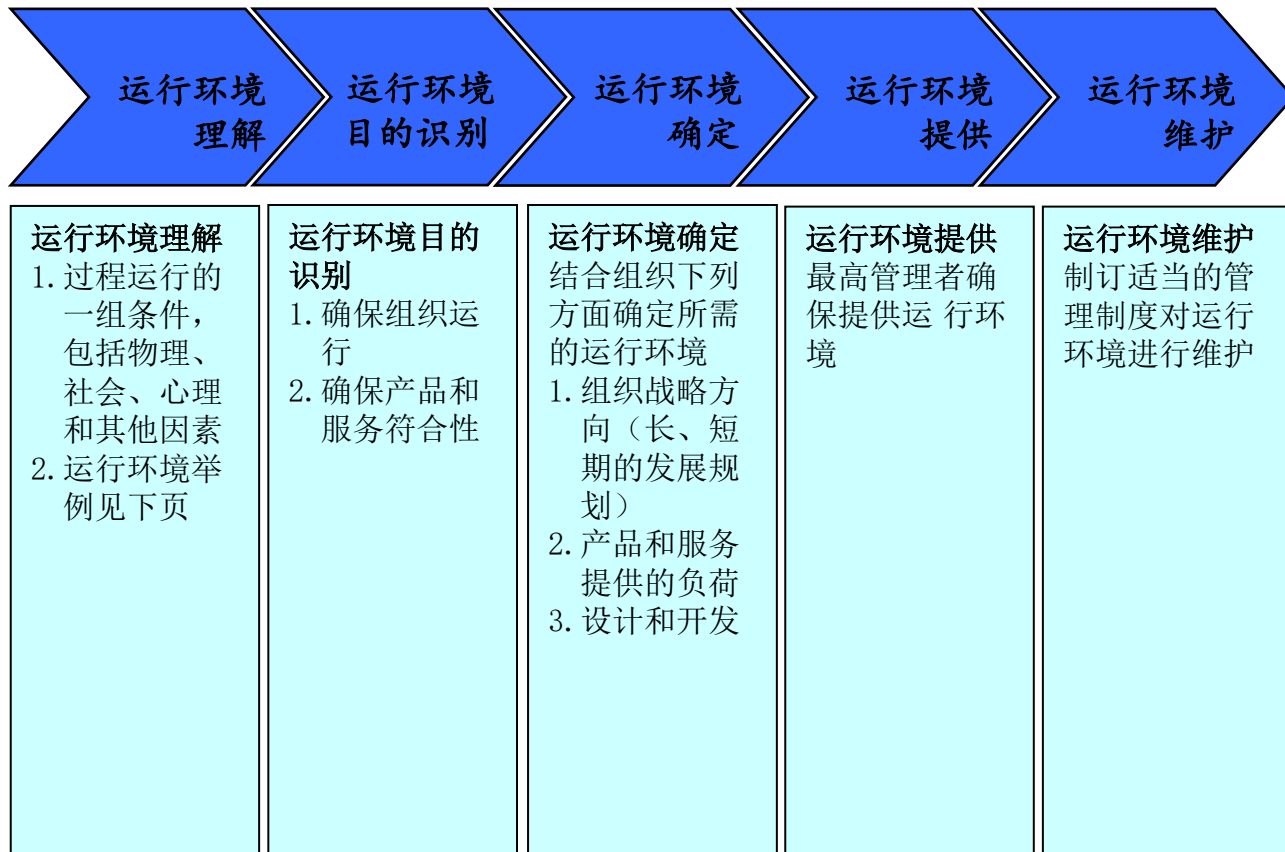 运行环境
理解
运行环境
目的识别
运行环境
确定
运行环境
提供
运行环境
维护
运行环境理解
1.过程运行的
一组条件，
包括物理、
社会、心理
和其他因素
2.运行环境举
例见下页
运行环境目的
识别
1.确保组织运
行
2.确保产品和
服务符合性
运行环境确定
结合组织下列
方面确定所需
的运行环境
1.组织战略方
向（长、短
期的发展规
划）
2.产品和服务
提供的负荷
3.设计和开发
运行环境提供
最高管理者确
保提供运 行环
境
运行环境维护
制订适当的管
理制度对运行
环境进行维护